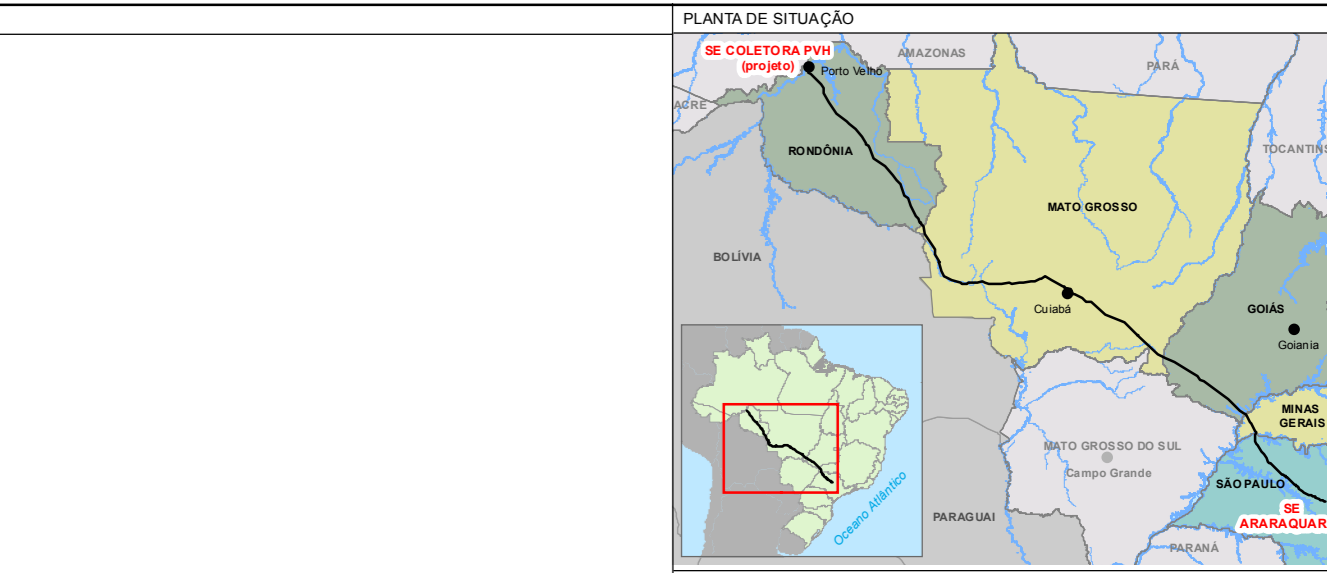 PLANTA DE SITUAÇÃO
SE COLETORA PVH
(projeto)
Porto Velho
AMAZONAS
PARÁ
ACRE
TOCANTINS
RONDÔNIA
MATO GROSSO
BOLÍVIA
Cuiabá
GOIÁS
Goiania
MINAS
GERAIS
MATO GROSSO DO SUL
Campo Grande
SÃO PAULO
SE
ARARAQUAR
PARAGUAI
PARANÁ
Oceano Atlântico